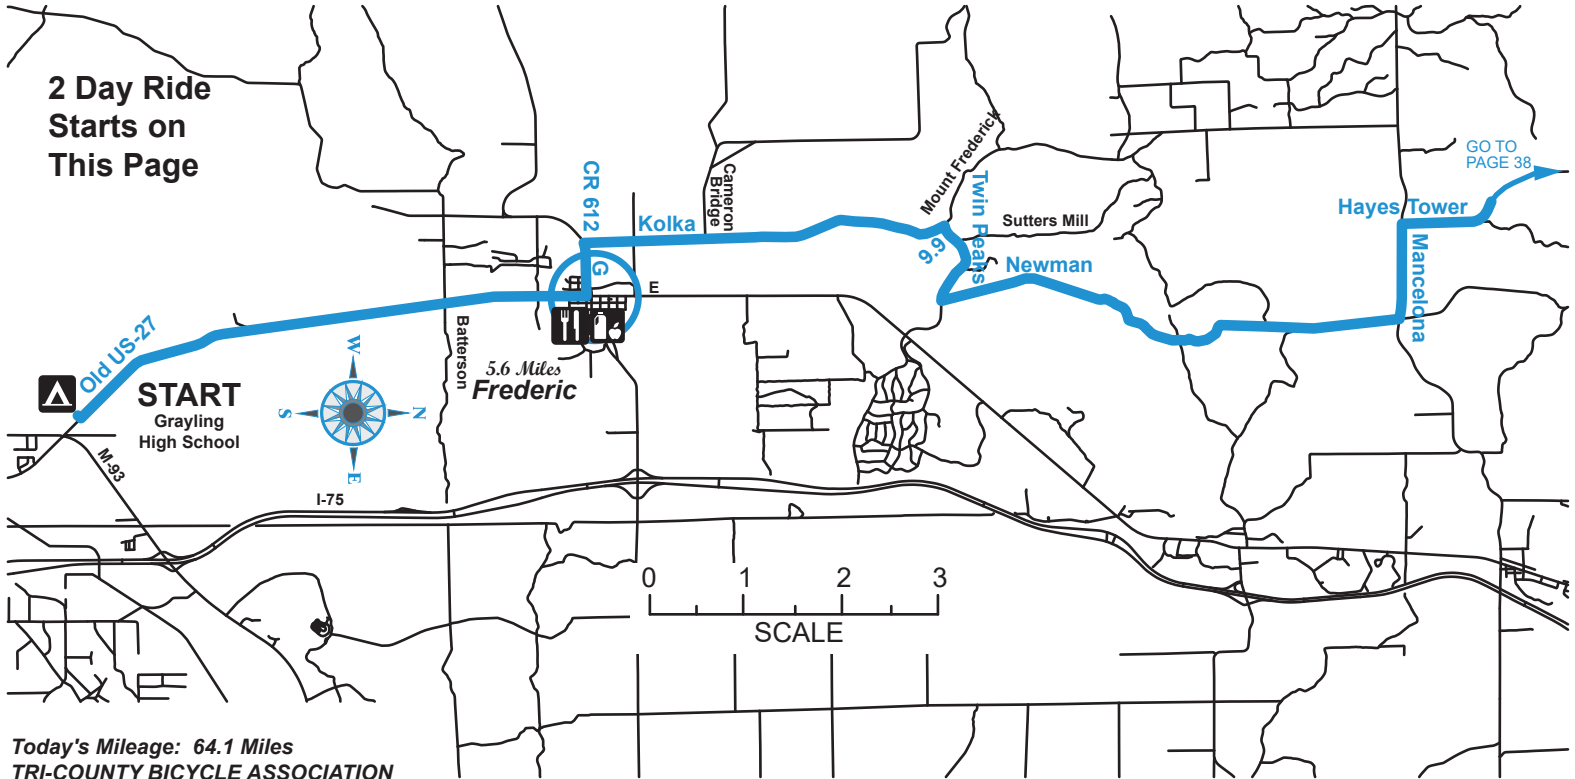 2 Day Ride
Starts on
This Page
CR 612
Kolka
Cameron
Bridge
Mount Frederick
Twin Peaks
9.9
Sutters Mill
Newman
Hayes Tower
Mancelona
GO TO
PAGE 38
G
E
Old US-27
START
Grayling
High School
Batterson
5.6 Miles
Frederic
W
S
N
E
M-93
I-75
0 1 2 3
SCALE
Today's Mileage: 64.1 Miles
TRI-COUNTY BICYCLE ASSOCIATION